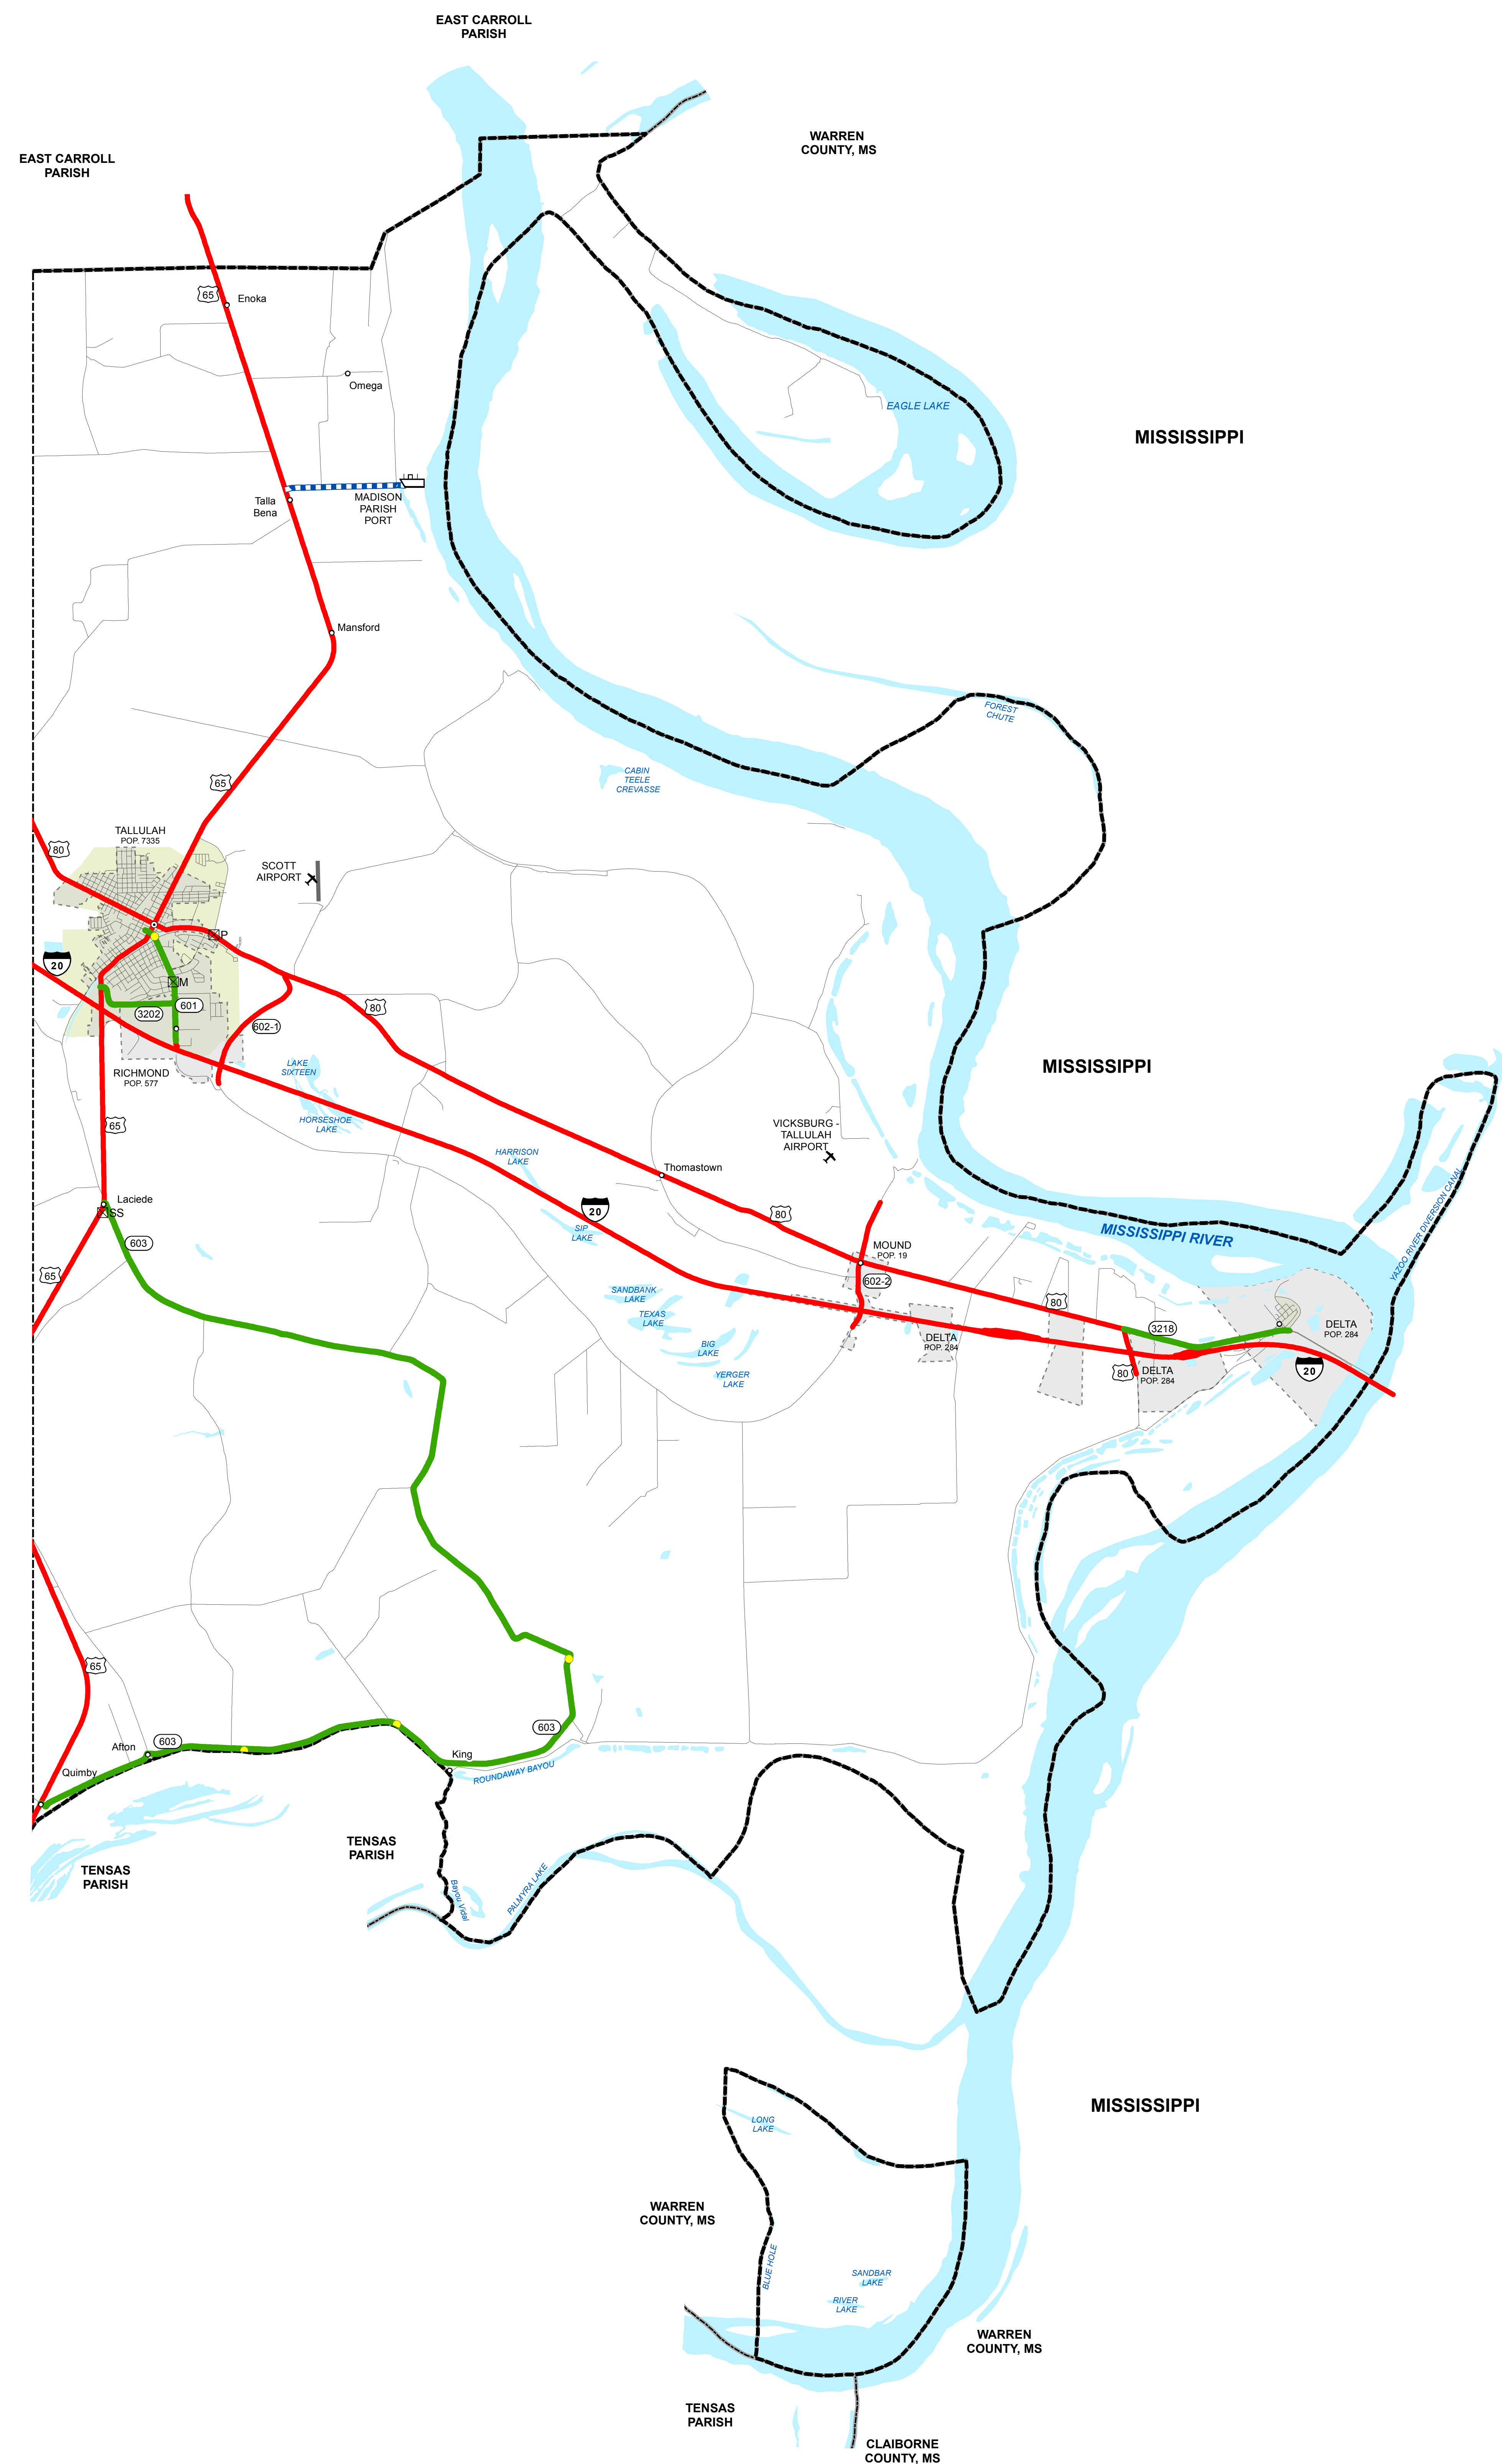 EAST CARROLL
PARISH
WARREN
COUNTY, MS
EAST CARROLL
PARISH
65
Enoka
Omega
EAGLE LAKE
MISSISSIPPI
Talla
Bena
MADISON
PARISH
PORT
Mansford
FOREST
CHUTE
CABIN
TEELE
CREVASSE
65
TALLULAH
POP. 7335
80
SCOTT
AIRPORT
P
20
M
3202
601
80
602-1
LAKE
SIXTEEN
RICHMOND
POP. 577
MISSISSIPPI
65
HORSESHOE
LAKE
VICKSBURG -
TALLULAH
AIRPORT
HARRISON
LAKE
Thomastown
Laciede
SS
20
80
SIP
LAKE
603
MISSISSIPPI RIVER
YAZOO RIVER DIVERSION CANAL
MOUND
POP. 19
65
602-2
SANDBANK
LAKE
80
TEXAS
LAKE
3218
DELTA
POP. 284
DELTA
POP. 284
BIG
LAKE
YERGER
LAKE
80
DELTA
POP. 284
20
65
603
Afton
603
King
Quimby
ROUNDAWAY BAYOU
TENSAS
PARISH
TENSAS
PARISH
Bayou Vidal
PALMYRA LAKE
MISSISSIPPI
LONG
LAKE
WARREN
COUNTY, MS
BLUE HOLE
SANDBAR
LAKE
RIVER
LAKE
WARREN
COUNTY, MS
TENSAS
PARISH
CLAIBORNE
COUNTY, MS